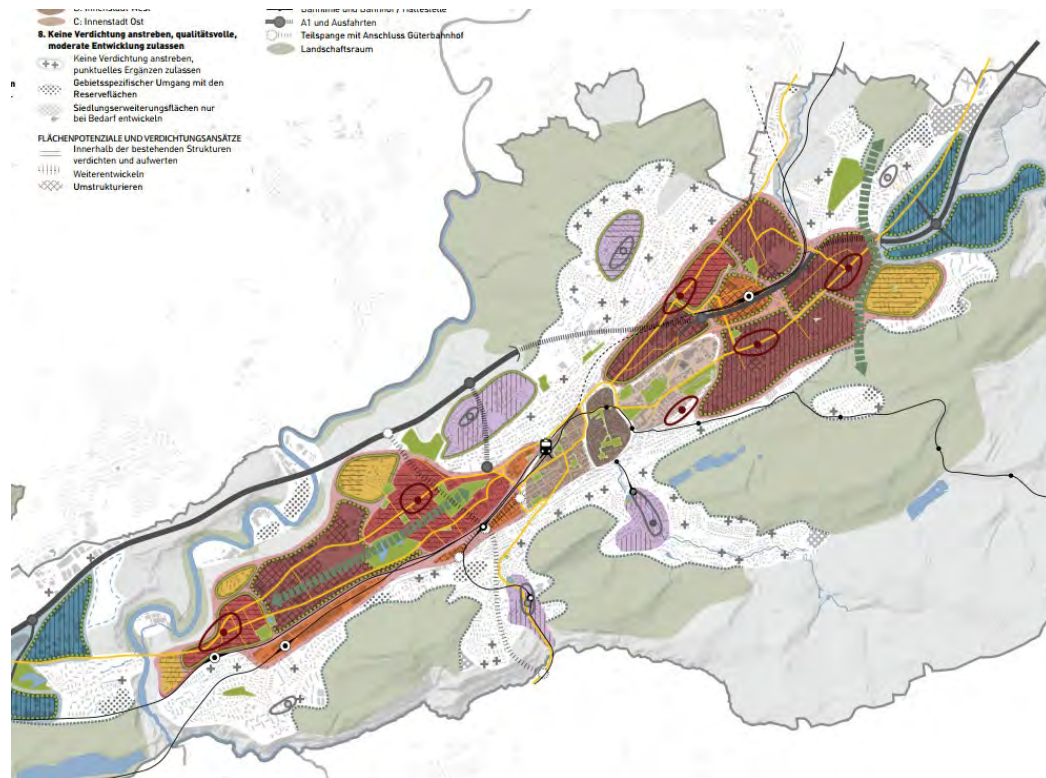 C: Innenstadt Ost
8. Keine Verdichtung anstreben, qualitätsvolle,
moderate Entwicklung zulassen
Keine Verdichtung anstreben,
punktuelles Ergänzen zulassen
Gebietsspezifischer Umgang mit den
Reserveflächen
Siedlungserweiterungsflächen nur
bei Bedarf entwickeln
FLÄCHENPOTENZIALE UND VERDICHTUNGSANSÄTZE
Innerhalb der bestehenden Strukturen
verdichten und aufwerten
Weiterentwickeln
Umstrukturieren
A1 und Ausfahrten
Teilspange mit Anschluss Güterbahnhof
Landschaftsraum